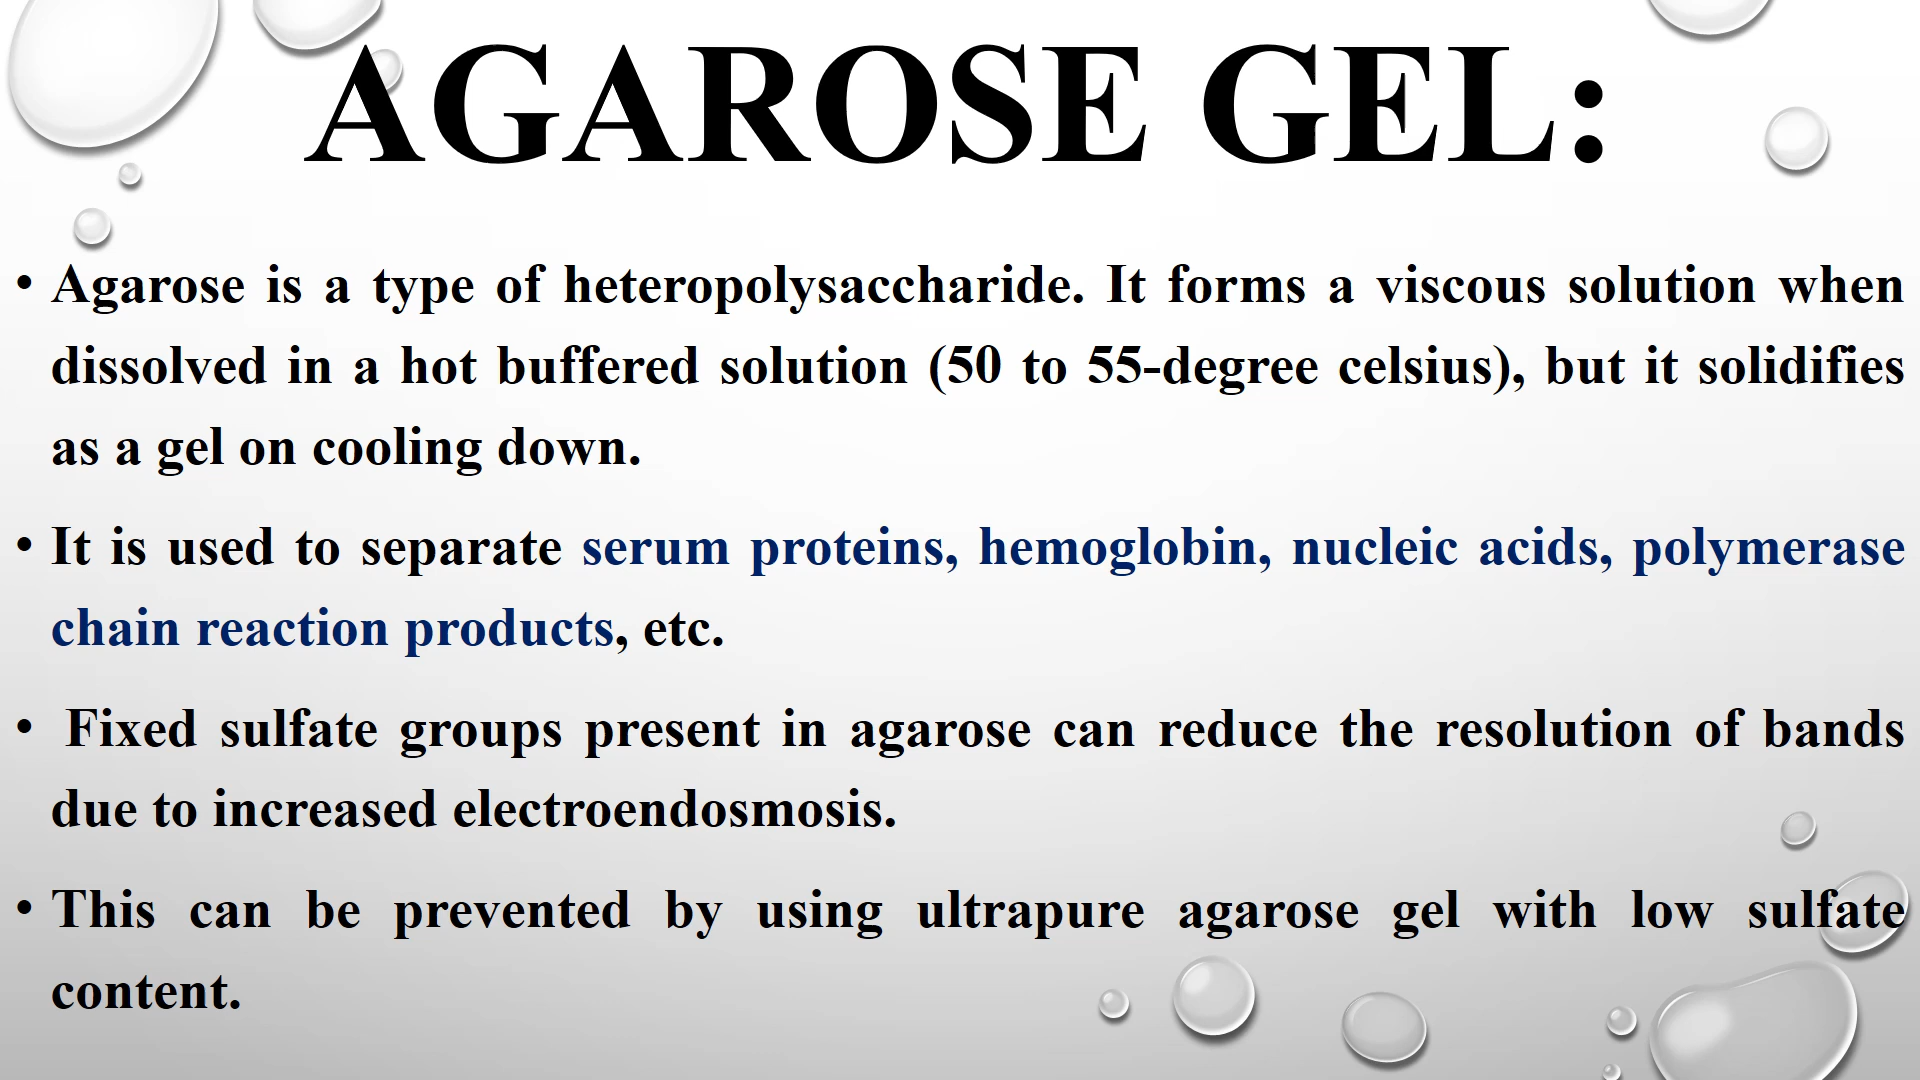 AGAROSE GEL:
• Agarose is a type of heteropolysaccharide. It forms a viscous solution when
dissolved in a hot buffered solution (50 to 55-degree celsius), but it solidifies
as a gel on cooling down.
• It is used to separate serum proteins, hemoglobin, nucleic acids, polymerase
chain reaction products, etc.
• Fixed sulfate groups present in agarose can reduce the resolution of bands
due to increased electroendosmosis.
• This can be prevented by using ultrapure agarose gel with low sulfate
content.